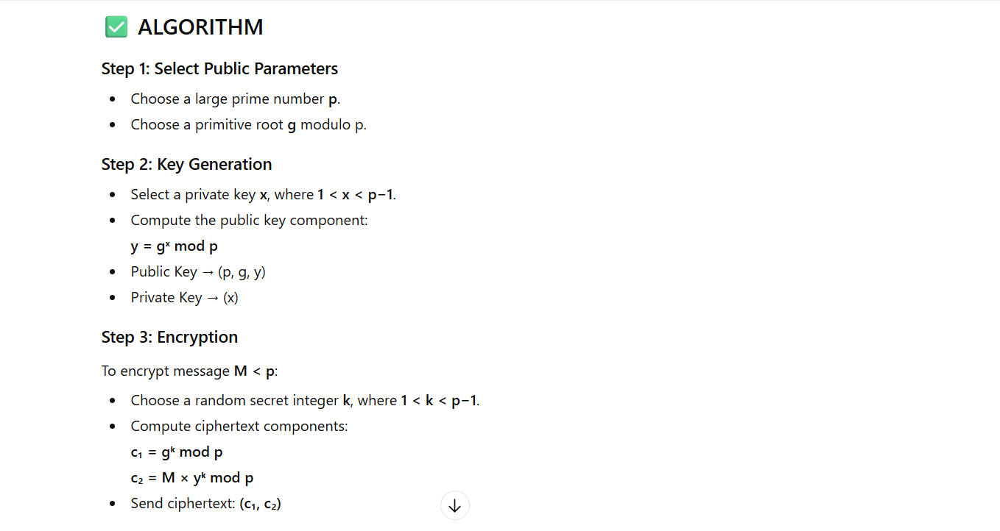 ✅ ALGORITHM
Step 1: Select Public Parameters
• Choose a large prime number p.
• Choose a primitive root g modulo p.
Step 2: Key Generation
• Select a private key x, where 1 < x < p−1.
• Compute the public key component:
y = gˣ mod p
• Public Key → (p, g, y)
• Private Key → (x)
Step 3: Encryption
To encrypt message M < p:
• Choose a random secret integer k, where 1 < k < p−1.
• Compute ciphertext components:
c₁ = gᵏ mod p
c₂ = M × yᵏ mod p
• Send ciphertext: (c₁, c₂)